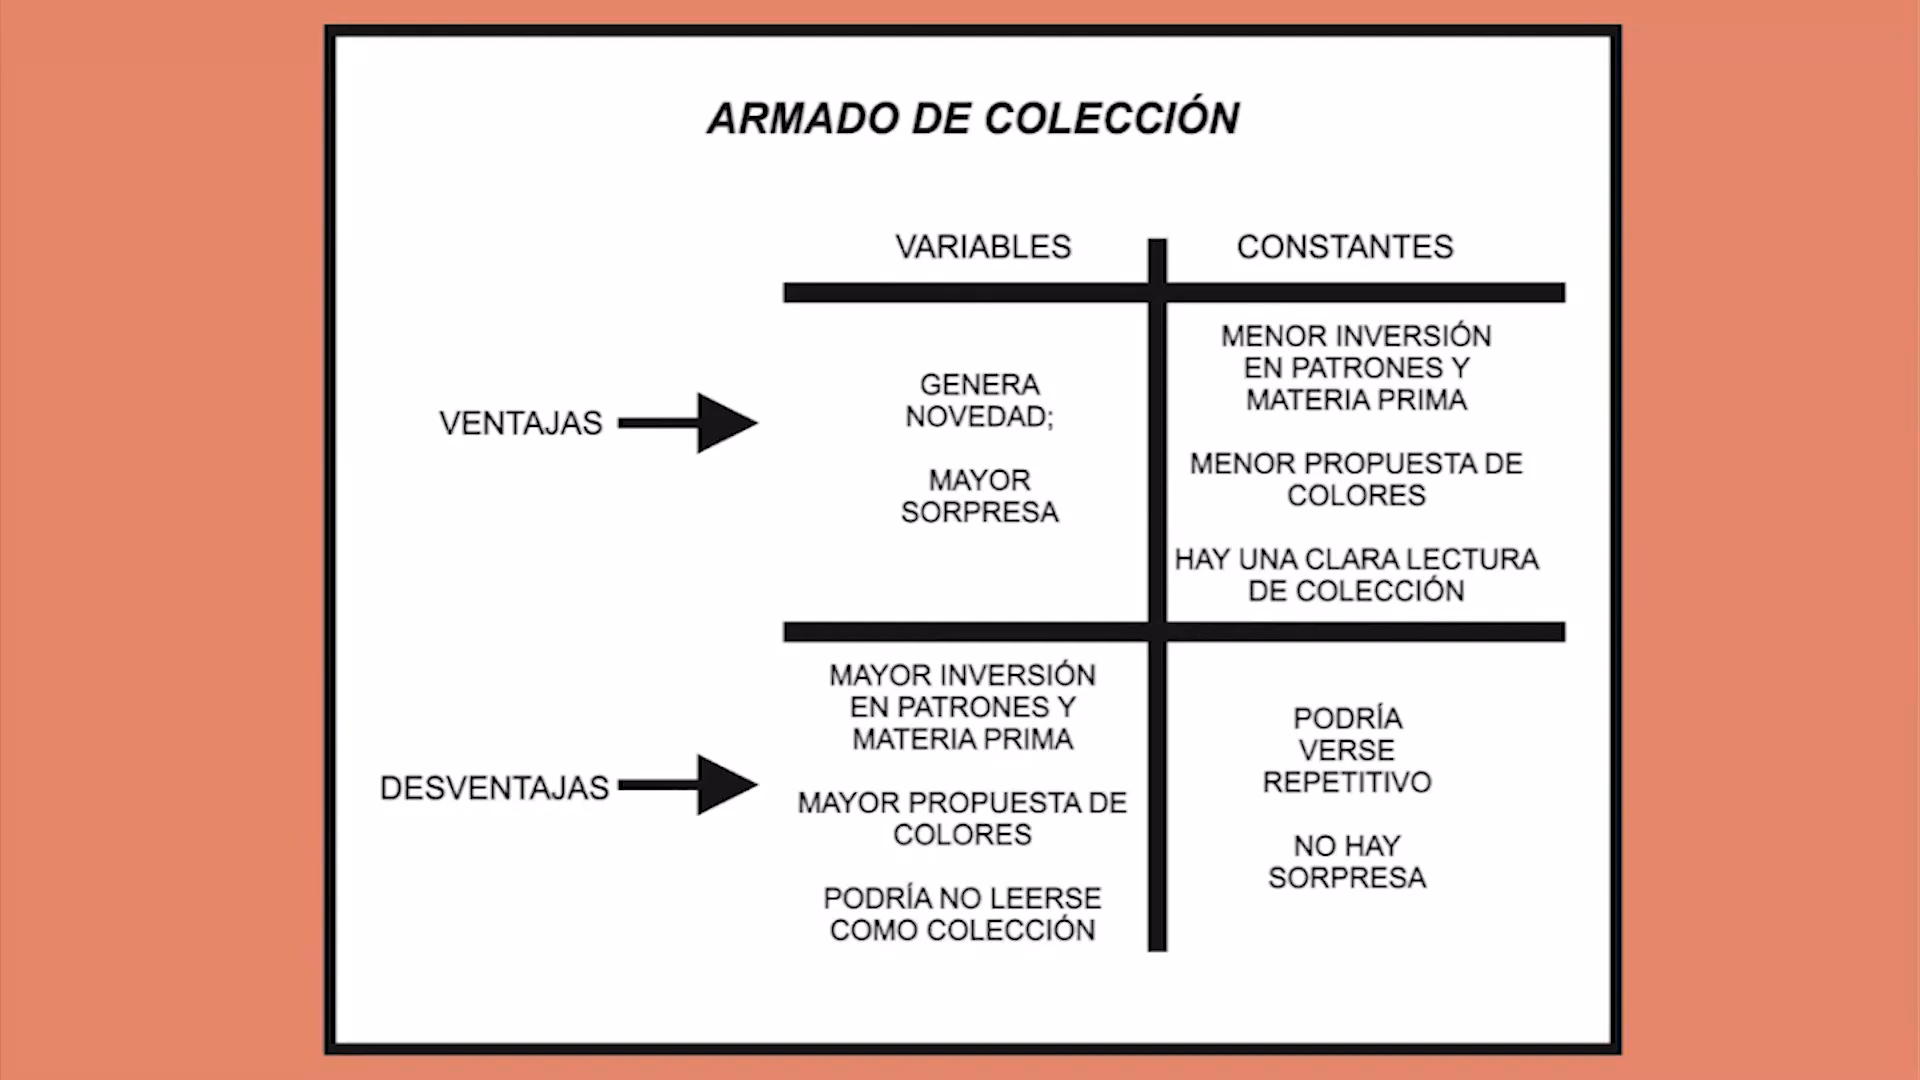 ARMADO DE COLECCIÓN
VARIABLES
CONSTANTES
VENTAJAS
GENERA
NOVEDAD;
MAYOR
SORPRESA
MENOR INVERSIÓN
EN PATRONES Y
MATERIA PRIMA
MENOR PROPUESTA DE
COLORES
HAY UNA CLARA LECTURA
DE COLECCIÓN
DESVENTAJAS
MAYOR INVERSIÓN
EN PATRONES Y
MATERIA PRIMA
MAYOR PROPUESTA DE
COLORES
PODRÍA NO LEERSE
COMO COLECCIÓN
PODRÍA
VERSE
REPETITIVO
NO HAY
SORPRESA